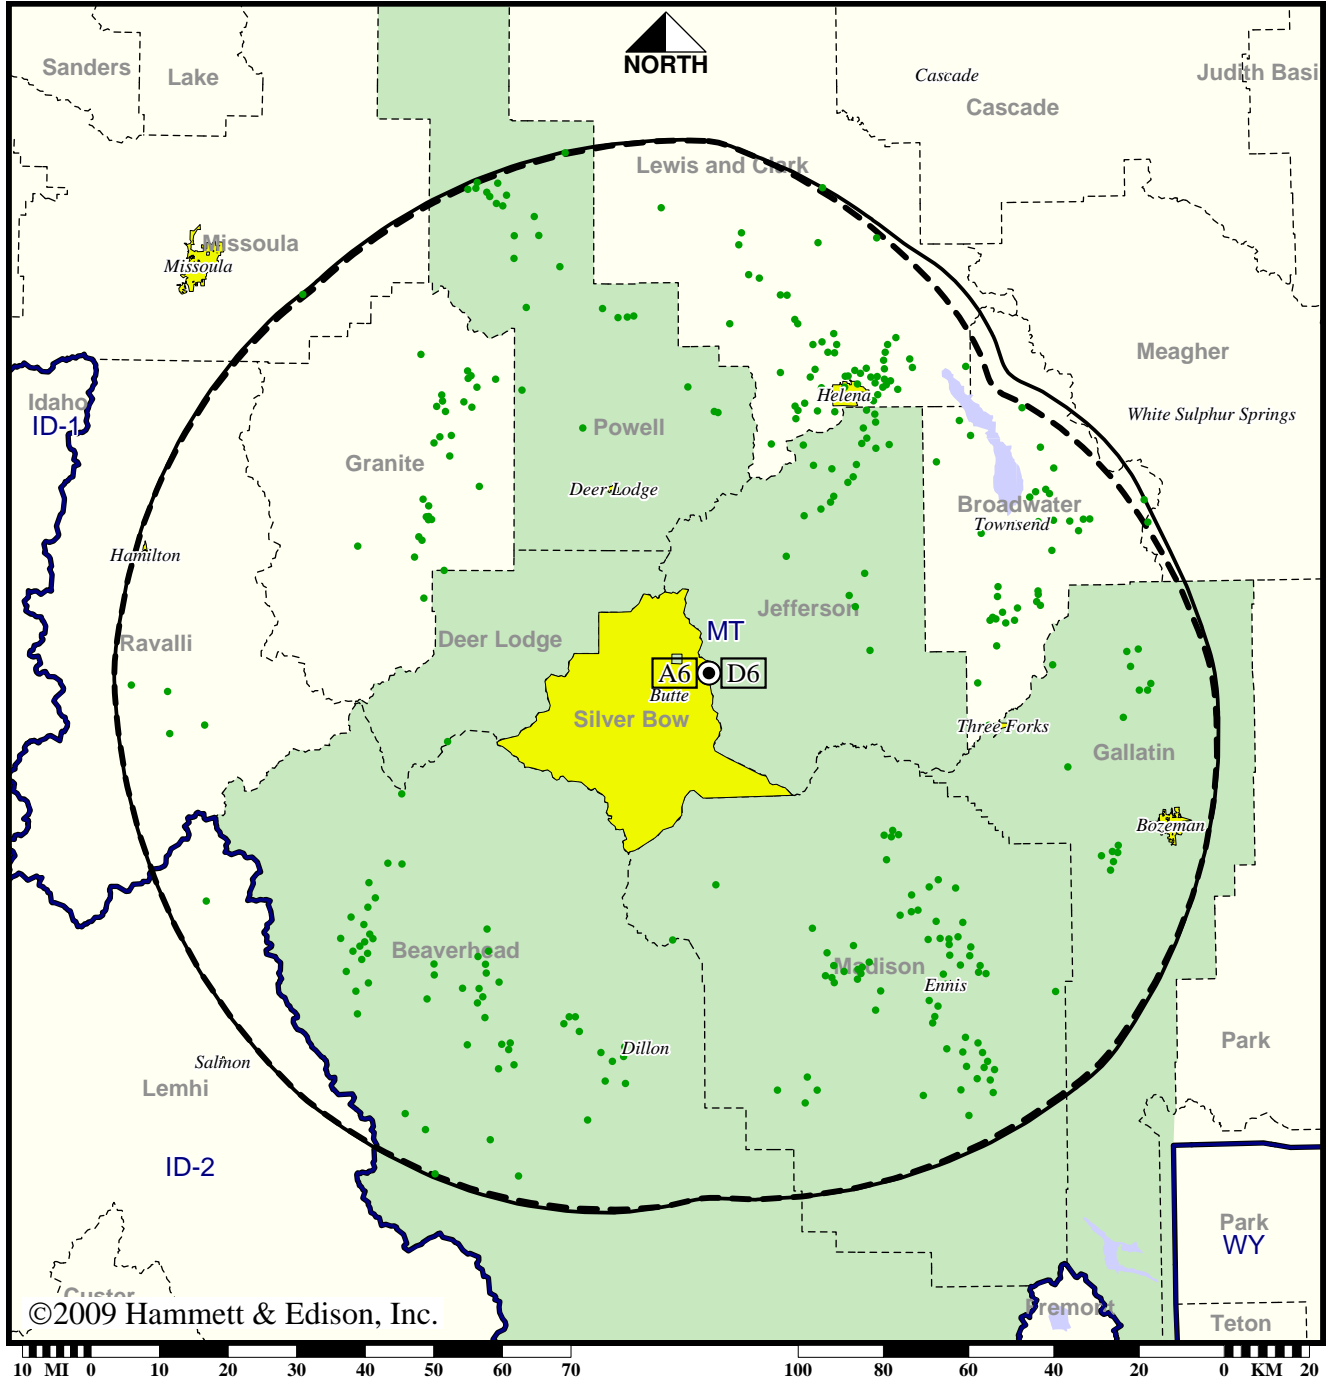 NORTH
Sanders
Lake
Cascade
Cascade
Judith Basi
Lewis and Clark
Missoula
Missoula
Meagher
White Sulphur Springs
Idaho
ID-1
Helena
Powell
Granite
Deer Lodge
Broadwater
Townsend
Hamilton
Jefferson
MT
Deer Lodge
Ravalli
A6
D6
Butte
Silver Bow
Three Forks
Gallatin
Bozeman
Beaverhead
Madison
Ennis
Dillon
Salmon
Lemhi
Park
ID-2
Park
WY
Custer
Fremont
Teton
©2009 Hammett & Edison, Inc.
10 MI 0 10 20 30 40 50 60 70
100 80 60 40 20 0 KM 20